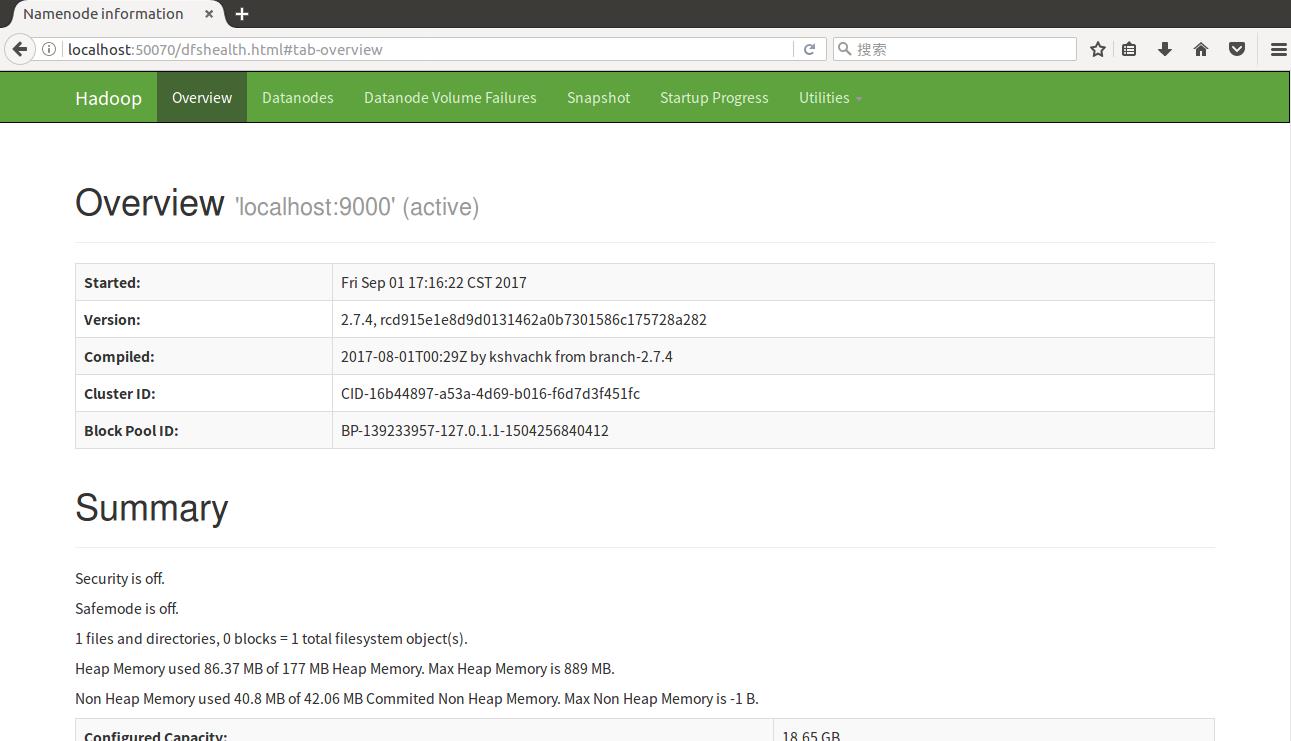 Namenode information
localhost:50070/dfshealth.html#tab-overview 搜索
Hadoop Overview Datanodes Datanode Volume Failures Snapshot Startup Progress Utilities
Overview 'localhost:9000' (active)
Started: Fri Sep 01 17:16:22 CST 2017
Version: 2.7.4, rcd915e1e8d9d0131462a0b7301586c175728a282
Compiled: 2017-08-01T00:29Z by kshvachk from branch-2.7.4
Cluster ID: CID-16b44897-a53a-4d69-b016-f6d7d3f451fc
Block Pool ID: BP-139233957-127.0.1.1-1504256840412
Summary
Security is off.
Safemode is off.
1 files and directories, 0 blocks = 1 total filesystem object(s).
Heap Memory used 86.37 MB of 177 MB Heap Memory. Max Heap Memory is 889 MB.
Non Heap Memory used 40.8 MB of 42.06 MB Commited Non Heap Memory. Max Non Heap Memory is -1 B.
Configured Capacity: 18.65 GB